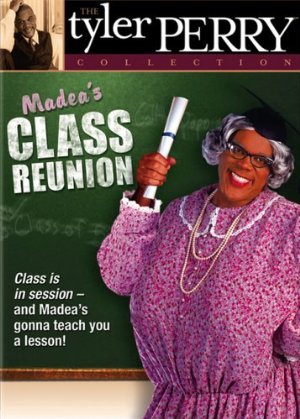 THE
tyler PERRY
COLLECTION
Madea's
CLASS
REUNION
Class is
in session –
and Madea's
gonna teach you
a lesson!